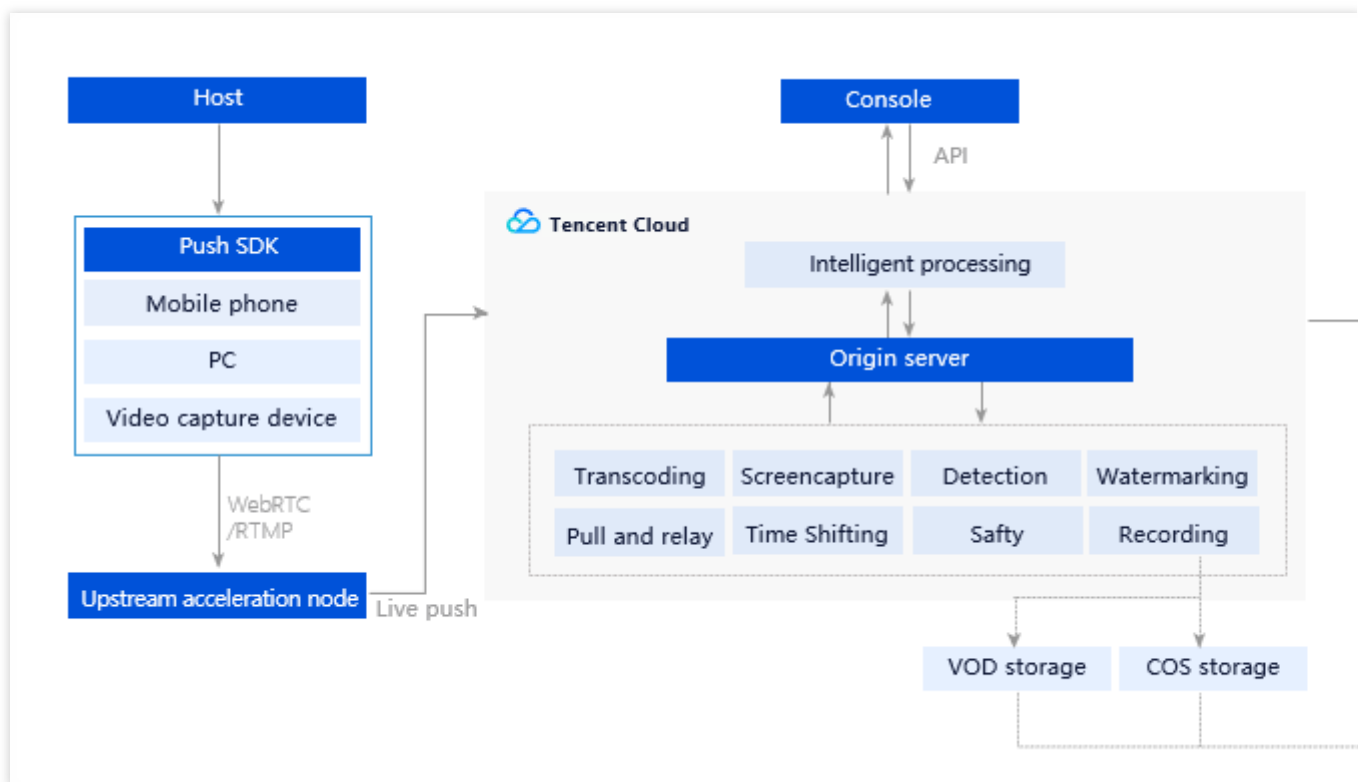 Host
Console
API
Push SDK
Mobile phone
PC
Video capture device
Tencent Cloud
Intelligent processing
Origin server
Transcoding
Screencapture
Detection
Watermarking
Pull and relay
Time Shifting
Safty
Recording
WebRTC
/RTMP
Upstream acceleration node
Live push
VOD storage
COS storage